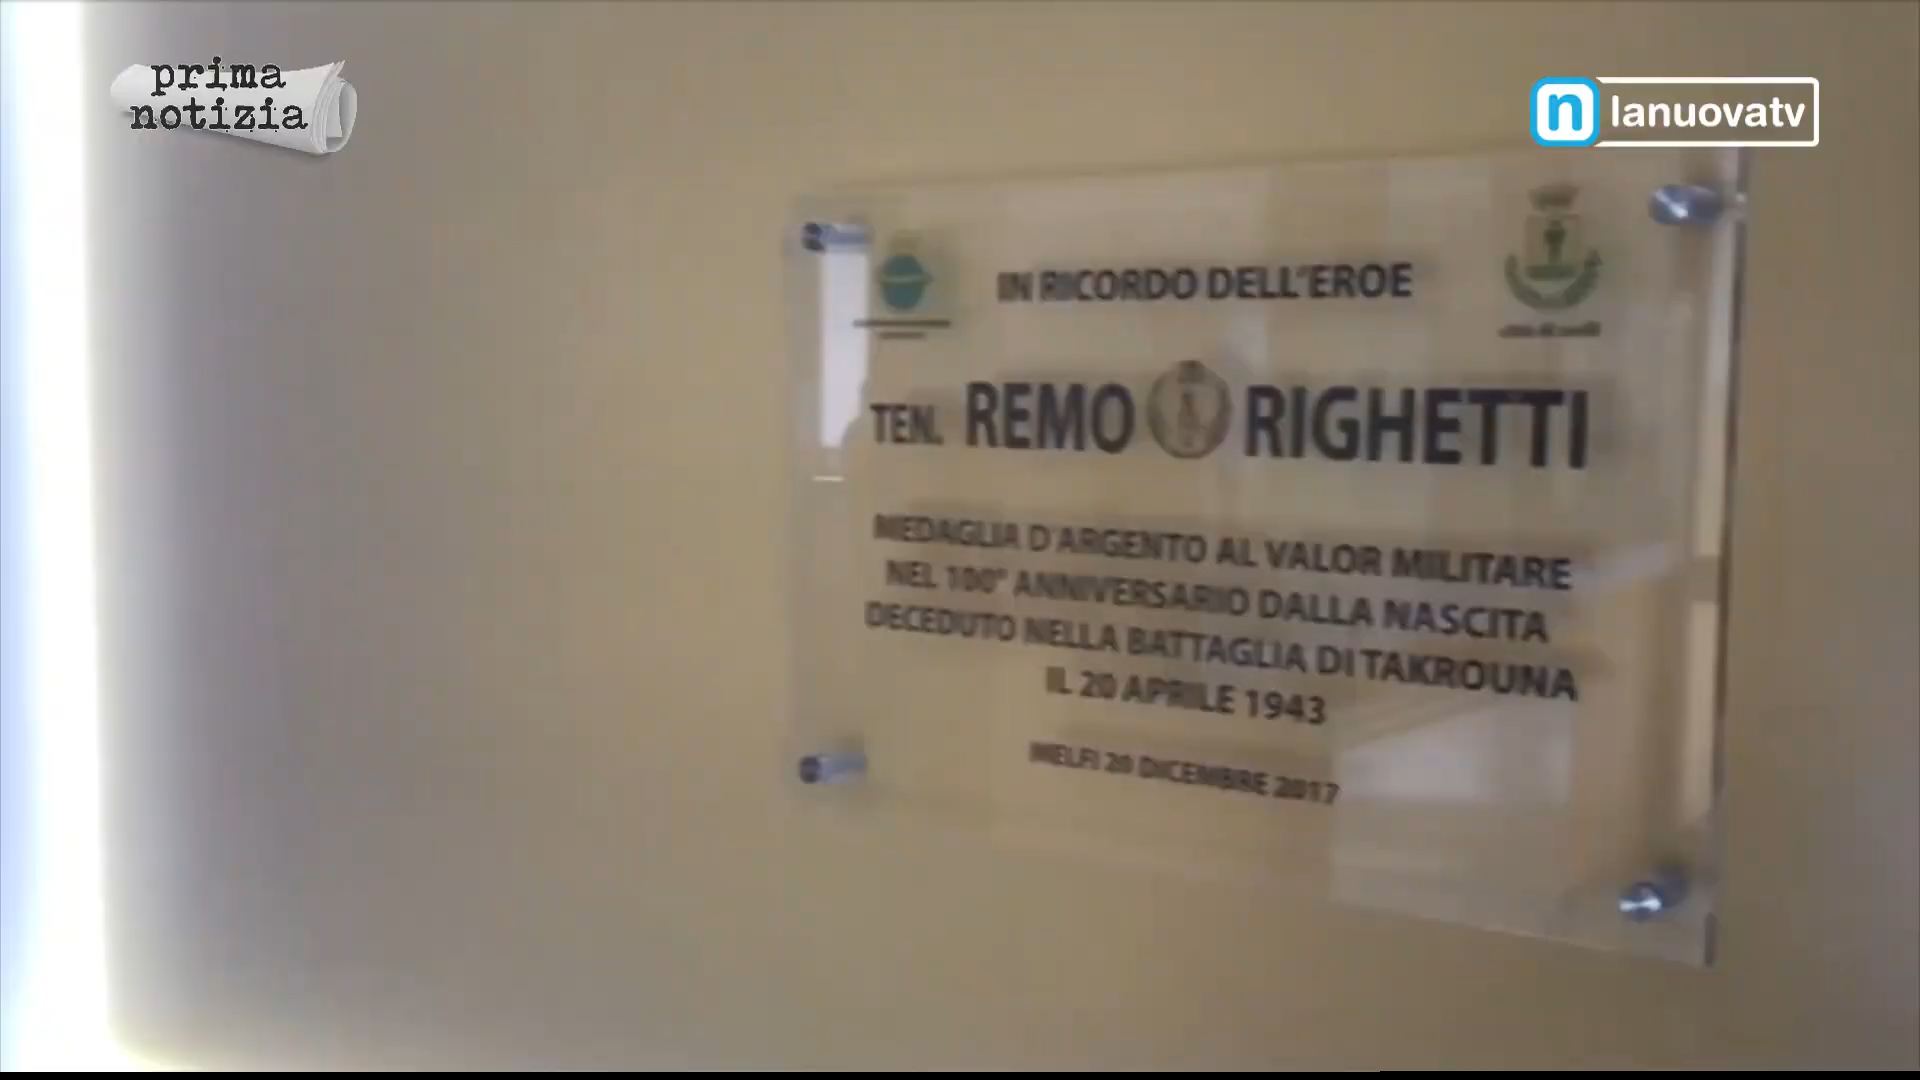 prima
notizia
n lanuovatv
IN RICORDO DELL'EROE
TEN. REMO RIGHETTI
MEDAGLIA D'ARGENTO AL VALOR MILITARE
NEL 100° ANNIVERSARIO DALLA NASCITA
DECEDUTO NELLA BATTAGLIA DI TAKROUNA
IL 20 APRILE 1943
MELFI 20 DICEMBRE 2017